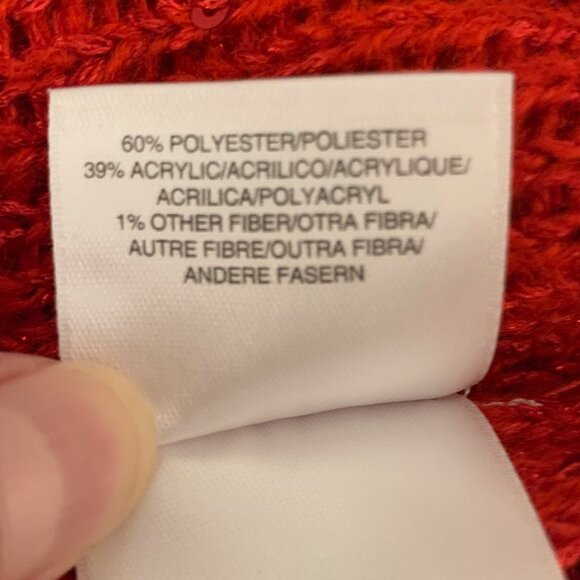 60% POLYESTER/POLIESTER
39% ACRYLIC/ACRILICO/ACRYLIQUE/
ACRILICA/POLYACRYL
1% OTHER FIBER/OTRA FIBRA/
AUTRE FIBRE/OUTRA FIBRA/
ANDERE FASERN